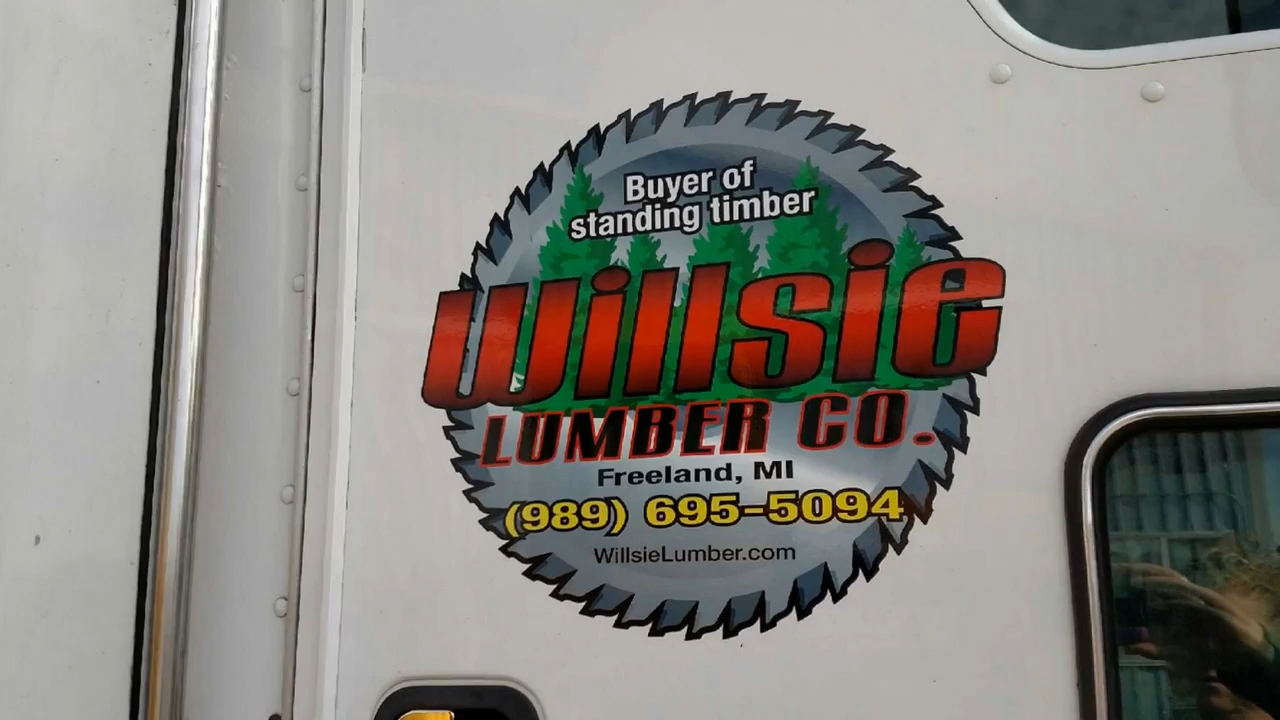 Buyer of
standing timber
Willsie
LUMBER CO.
Freeland, MI
(989) 695-5094
WillsieLumber.com